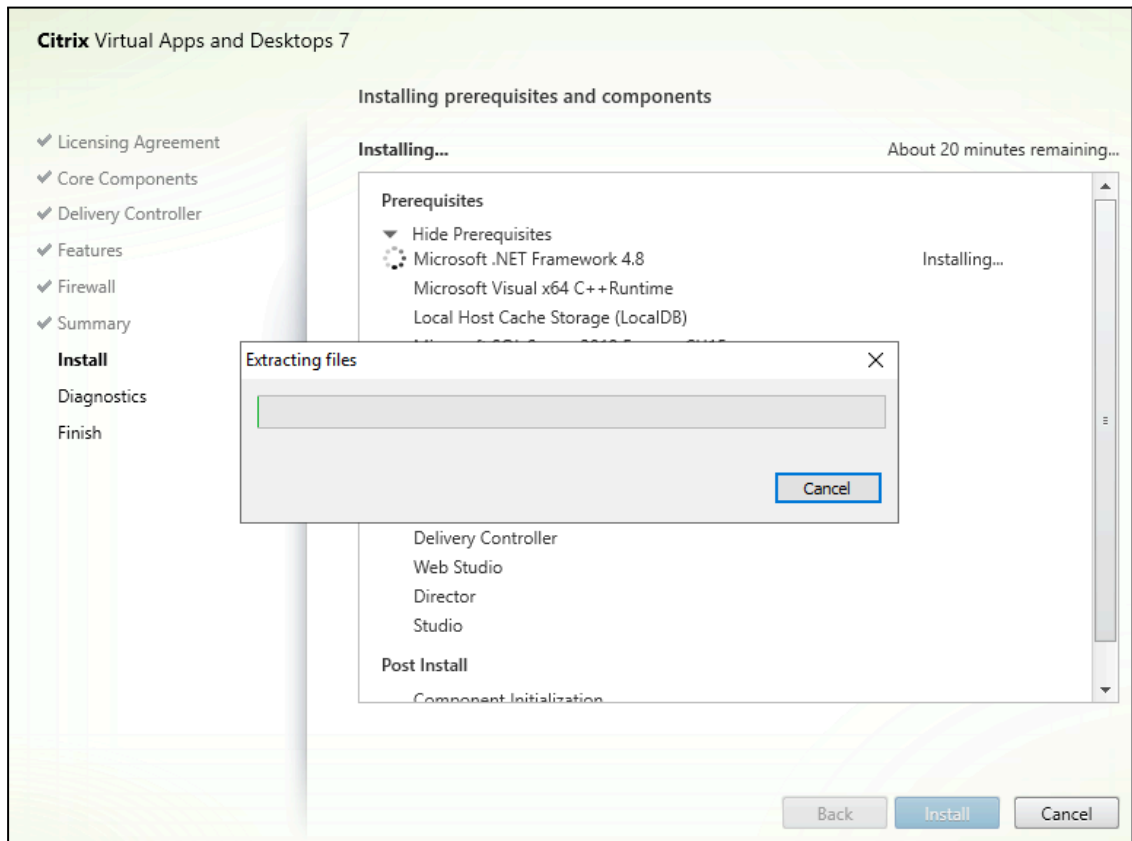 Citrix Virtual Apps and Desktops 7
Installing prerequisites and components
Licensing Agreement
Core Components
Delivery Controller
Features
Firewall
Summary
Install
Diagnostics
Finish
Installing...
About 20 minutes remaining...
Prerequisites
Hide Prerequisites
Microsoft .NET Framework 4.8
Installing...
Microsoft Visual x64 C++Runtime
Local Host Cache Storage (LocalDB)
Extracting files
Cancel
Delivery Controller
Web Studio
Director
Studio
Post Install
Component Initialization
Back
Install
Cancel